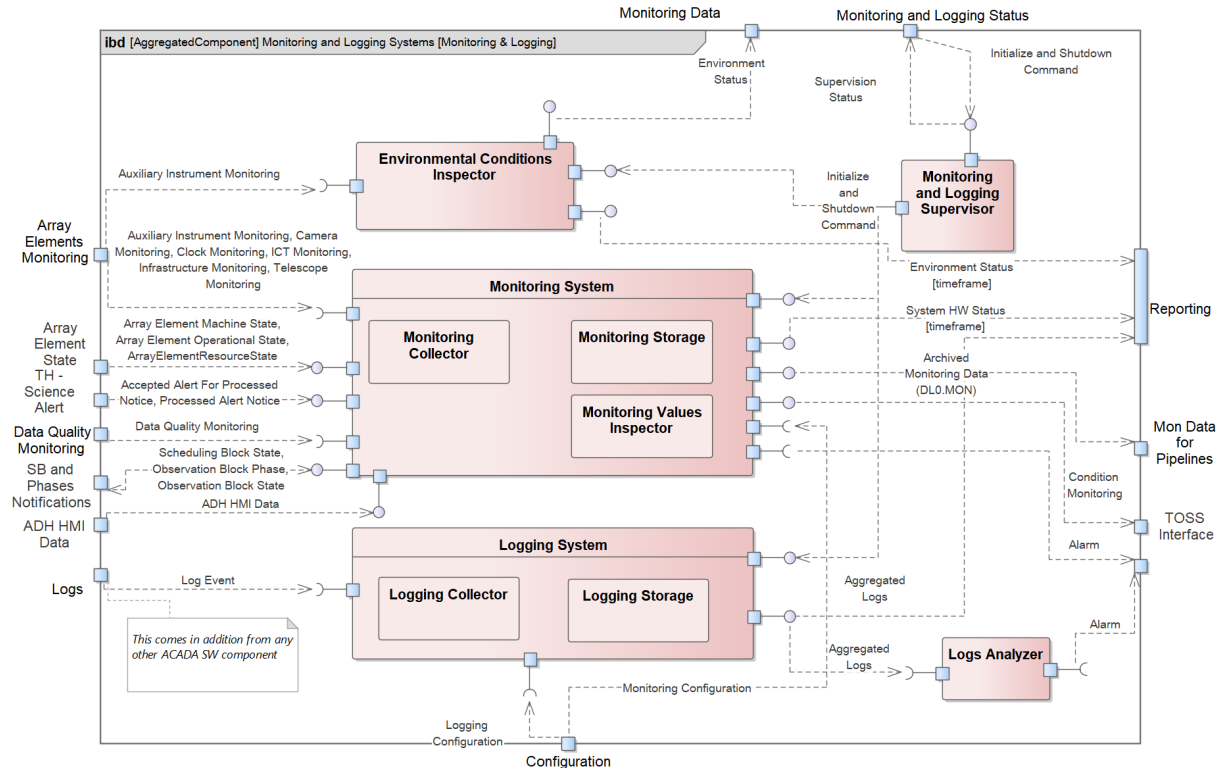 Monitoring Data
Monitoring and Logging Status
ibd [AggregatedComponent] Monitoring and Logging Systems [Monitoring & Logging]
Environment
Status
Initialize and Shutdown
Command
Supervision
Status
Environmental Conditions
Inspector
Auxiliary Instrument Monitoring
Initialize
and
Shutdown
Command
Monitoring
and Logging
Supervisor
Array
Elements
Monitoring
Auxiliary Instrument Monitoring, Camera
Monitoring, Clock Monitoring, ICT Monitoring,
Infrastructure Monitoring, Telescope
Monitoring
Environment Status
[timeframe]
Monitoring System
Reporting
System HW Status
[timeframe]
Array
Element
State
Array Element Machine State,
Array Element Operational State,
ArrayElementResourceState
Monitoring
Collector
Monitoring Storage
Archived
Monitoring Data
(DL0.MON)
TH -
Science
Alert
Accepted Alert For Processed
Notice, Processed Alert Notice
Monitoring Values
Inspector
Data Quality
Monitoring
Data Quality Monitoring
Mon Data
for
Pipelines
SB and
Phases
Notifications
Scheduling Block State,
Observation Block Phase,
Observation Block State
Condition
Monitoring
ADH HMI
Data
ADH HMI Data
TOSS
Interface
Logging System
Alarm
Logs
Log Event
Logging Collector
Logging Storage
Aggregated
Logs
This comes in addition from any
other ACADA SW component
Alarm
Aggregated
Logs
Logs Analyzer
Monitoring Configuration
Logging
Configuration
Configuration